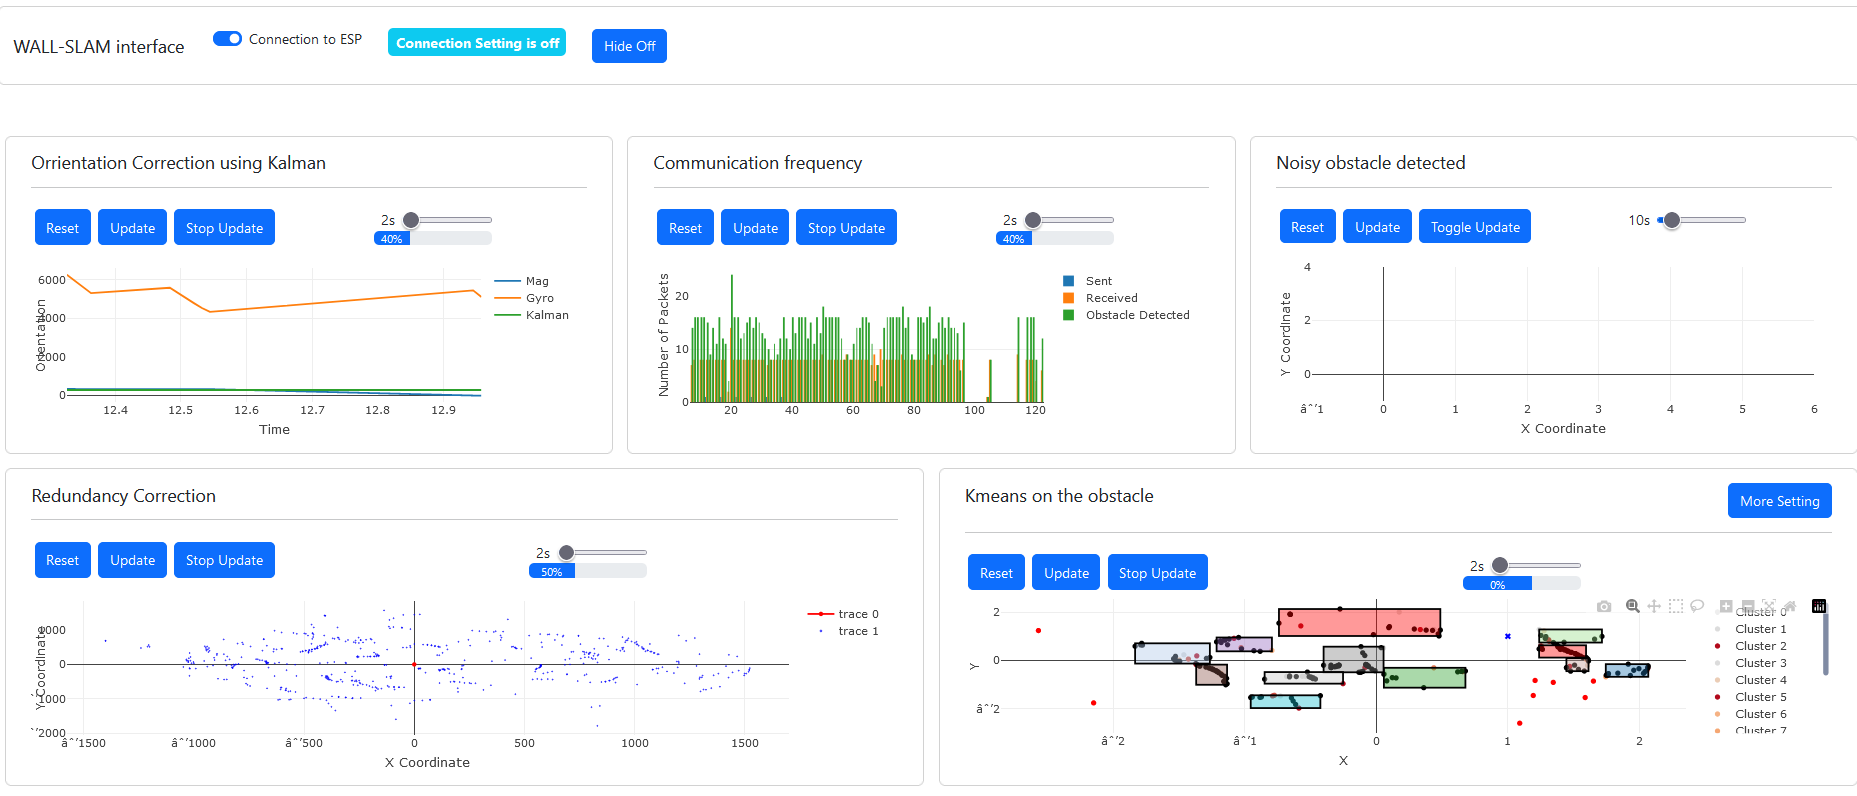 WALL-SLAM interface
Connection to ESP
Connection Setting is off
Hide Off
Orrientation Correction using Kalman
Reset
Update
Stop Update
2s
40%
6000
4000
2000
0
Orientation
12.4 12.5 12.6 12.7 12.8 12.9
Time
Mag
Gyro
Kalman
Communication frequency
Reset
Update
Stop Update
2s
40%
20
10
0
Number of Packets
20 40 60 80 100 120
Sent
Received
Obstacle Detected
Noisy obstacle detected
Reset
Update
Toggle Update
10s
4
2
0
Y Coordinate
âˆ’1 0 1 2 3 4 5 6
X Coordinate
Redundancy Correction
Reset
Update
Stop Update
2s
50%
0
Y Coordinate
âˆ’1500 âˆ’1000 âˆ’500 0 500 1000 1500
X Coordinate
trace 0
trace 1
Kmeans on the obstacle
More Setting
Reset
Update
Stop Update
2s
0%
2
0
âˆ’2
Y
âˆ’2 âˆ’1 0 1 2
X
Cluster 0
Cluster 1
Cluster 2
Cluster 3
Cluster 4
Cluster 5
Cluster 6
Cluster 7